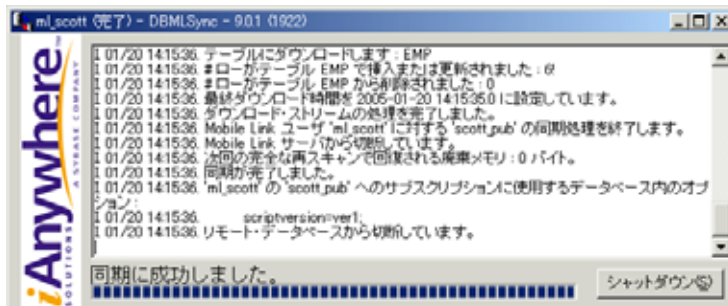 ml_scott (完了) - DBMLSync - 9.0.1 (1922)
iAnywhere
SOLUTIONS
A SYBASE COMPANY
I 01/20 14:15:36. テーブルにダウンロードします : EMP
I 01/20 14:15:36. # ローがテーブル EMP で挿入または更新されました : 6
I 01/20 14:15:36. # ローがテーブル EMP から削除されました : 0
I 01/20 14:15:36. 最終ダウンロード時間を 2005-01-20 14:15:35.0 に設定しています。
I 01/20 14:15:36. ダウンロード・ストリームの処理を完了しました。
I 01/20 14:15:36. Mobile Link ユーザ 'ml_scott' に対する 'scott_pub' の同期処理を終了します。
I 01/20 14:15:36. Mobile Link サーバから切断しています。
I 01/20 14:15:36. 次回の完全な再スキャンで回復される廃棄メモリ : 0 バイト。
I 01/20 14:15:36. 同期が完了しました。
I 01/20 14:15:36. 'ml_scott' の 'scott_pub' へのサブスクリプションに使用するデータベース内のオプ
ション :
I 01/20 14:15:36. scriptversion=ver1;
I 01/20 14:15:36. リモート・データベースから切断しています。
同期に成功しました。
シャットダウン(S)